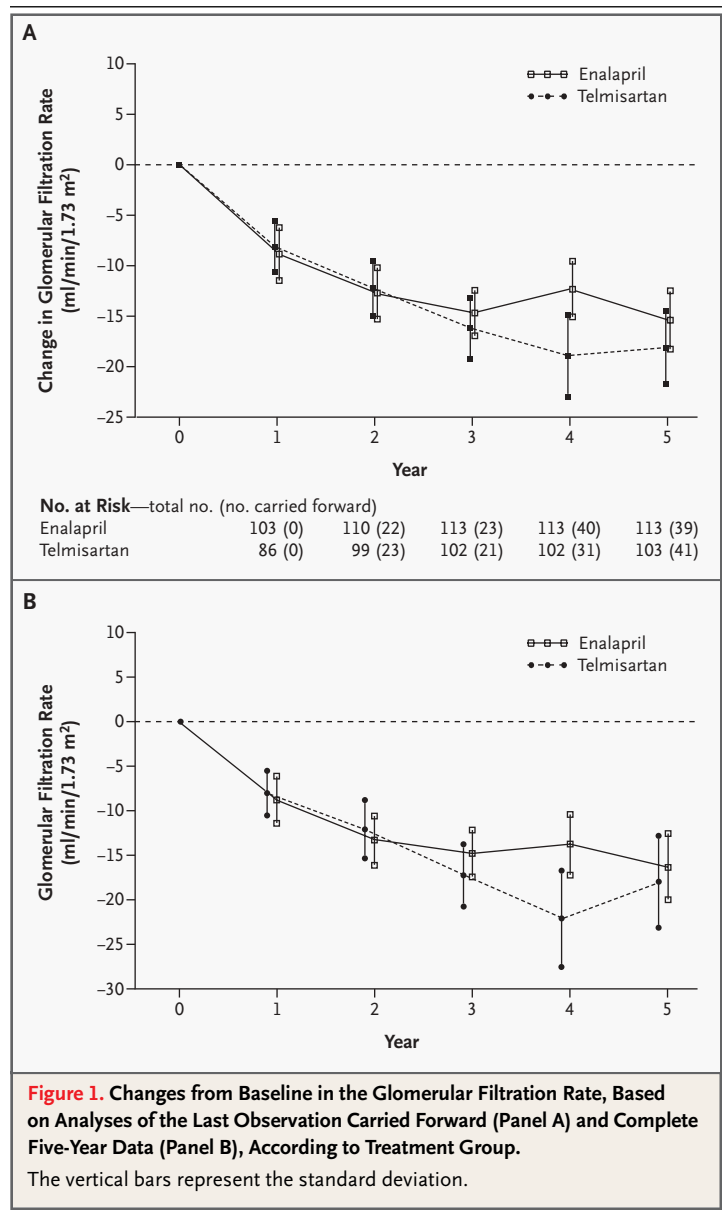 A
Enalapril
Telmisartan
Change in Glomerular Filtration Rate
(ml/min/1.73 m²)
10
5
0
–5
–10
–15
–20
–25
0 1 2 3 4 5
Year
No. at Risk—total no. (no. carried forward)
Enalapril 103 (0) 110 (22) 113 (23) 113 (40) 113 (39)
Telmisartan 86 (0) 99 (23) 102 (21) 102 (31) 103 (41)
B
Enalapril
Telmisartan
Glomerular Filtration Rate
(ml/min/1.73 m²)
10
5
0
–5
–10
–15
–20
–25
–30
0 1 2 3 4 5
Year
Figure 1. Changes from Baseline in the Glomerular Filtration Rate, Based
on Analyses of the Last Observation Carried Forward (Panel A) and Complete
Five-Year Data (Panel B), According to Treatment Group.
The vertical bars represent the standard deviation.